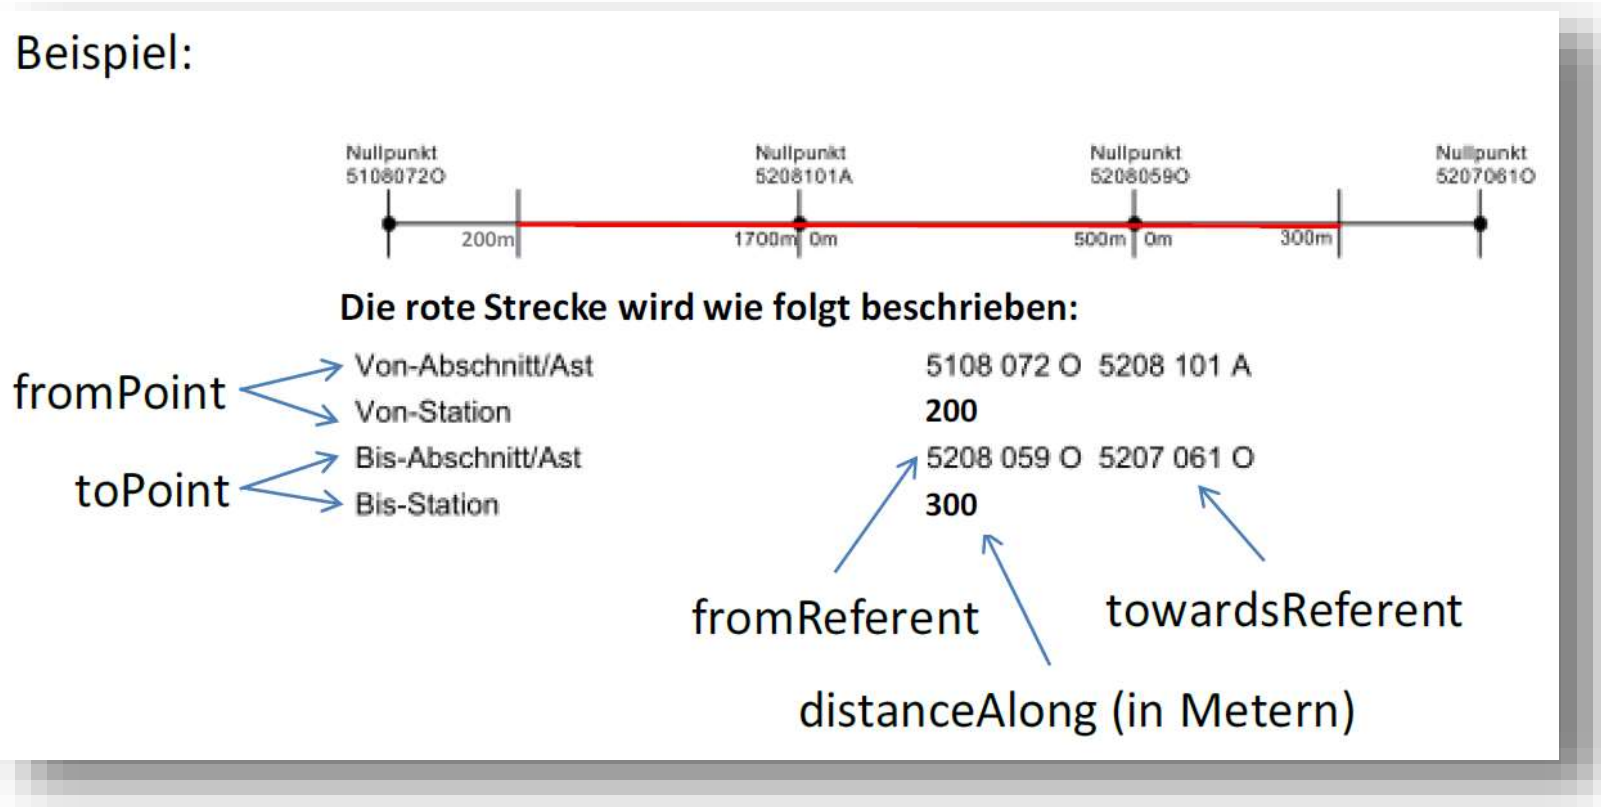 Beispiel:
Nullpunkt Nullpunkt Nullpunkt Nullpunkt
5108072O 5208101A 5208059O 5207061O
200m 1700m 0m 500m 0m 300m
Die rote Strecke wird wie folgt beschrieben:
Von-Abschnitt/Ast 5108 072 O 5208 101 A
fromPoint
Von-Station 200
Bis-Abschnitt/Ast 5208 059 O 5207 061 O
toPoint
Bis-Station 300
fromReferent towardsReferent
distanceAlong (in Metern)